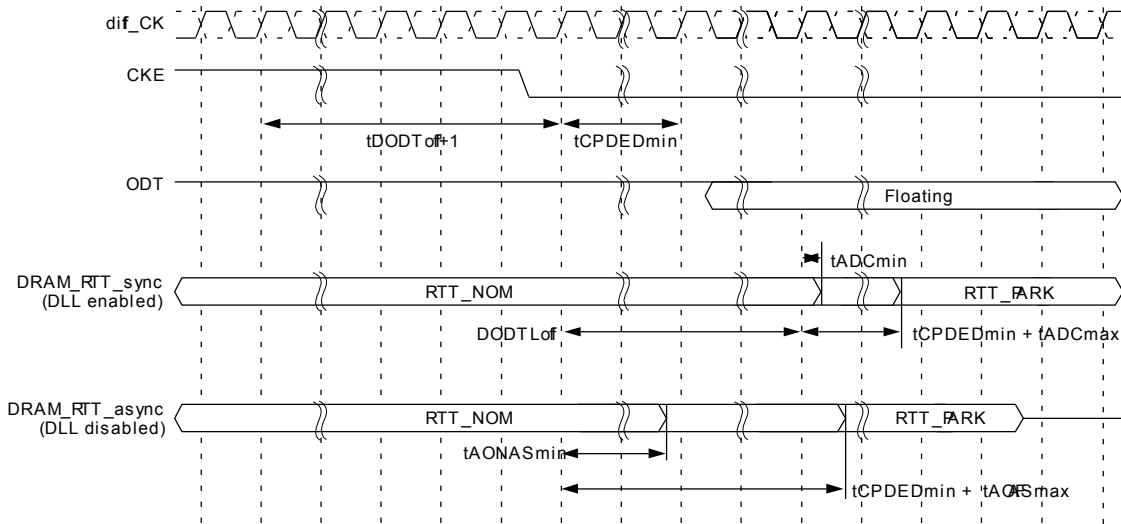 dif_CK
CKE
tDODToff+1
tCPDEDmin
ODT
Floating
tADCmin
DRAM_RTT_sync
(DLL enabled)
RTT_NOM
RTT_PARK
DODTLoff
tCPDEDmin + tADCmax
DRAM_RTT_async
(DLL disabled)
RTT_NOM
RTT_PARK
tAONASmin
tCPDEDmin + tAOFASmax